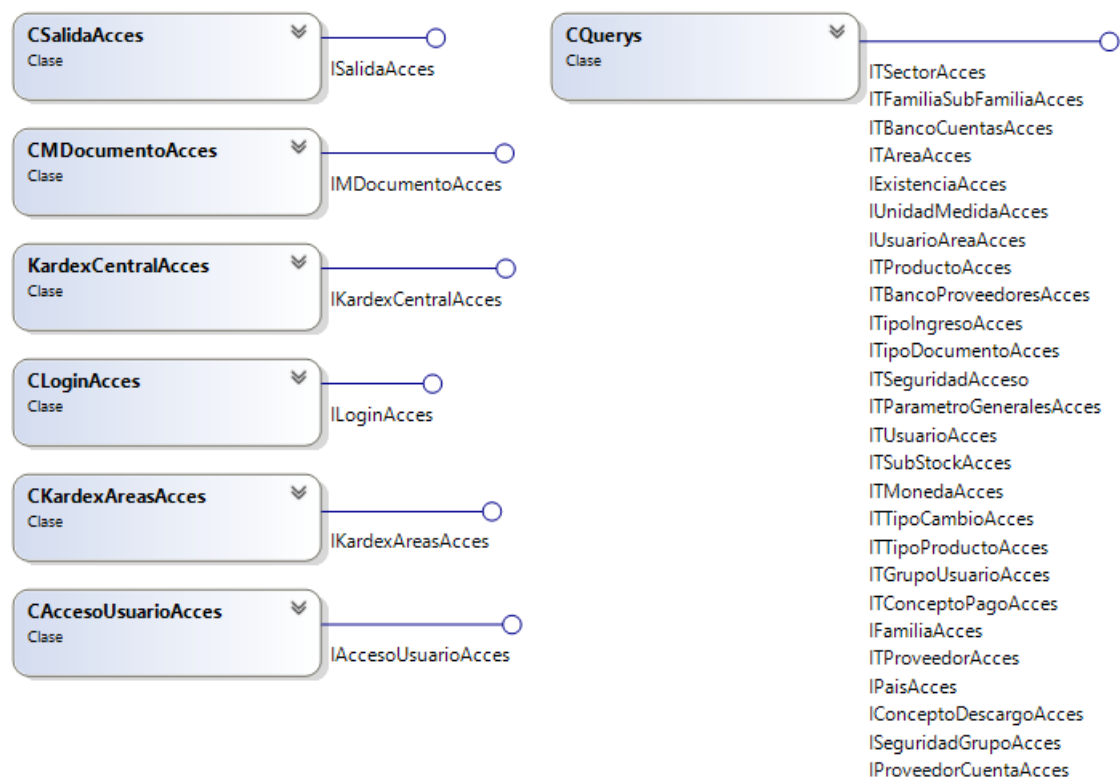 CSalidaAcces
Clase
ISalidaAcces
CMDocumentoAcces
Clase
IMDocumentoAcces
KardexCentralAcces
Clase
IKardexCentralAcces
CLoginAcces
Clase
ILoginAcces
CKardexAreasAcces
Clase
IKardexAreasAcces
CAccesoUsuarioAcces
Clase
IAccesoUsuarioAcces
CQuerys
Clase
ITSectorAcces
ITFamiliaSubFamiliaAcces
ITBancoCuentasAcces
ITAreaAcces
IExistenciaAcces
IUnidadMedidaAcces
IUsuarioAreaAcces
ITProductoAcces
ITBancoProveedoresAcces
ITipoIngresoAcces
ITipoDocumentoAcces
ITSeguridadAcceso
ITParametroGeneralesAcces
ITUsuarioAcces
ITSubStockAcces
ITMonedaAcces
ITTipoCambioAcces
ITTipoProductoAcces
ITGrupoUsuarioAcces
ITConceptoPagoAcces
IFamiliaAcces
ITProveedorAcces
IPaisAcces
IConceptoDescargoAcces
ISeguridadGrupoAcces
IProveedorCuentaAcces